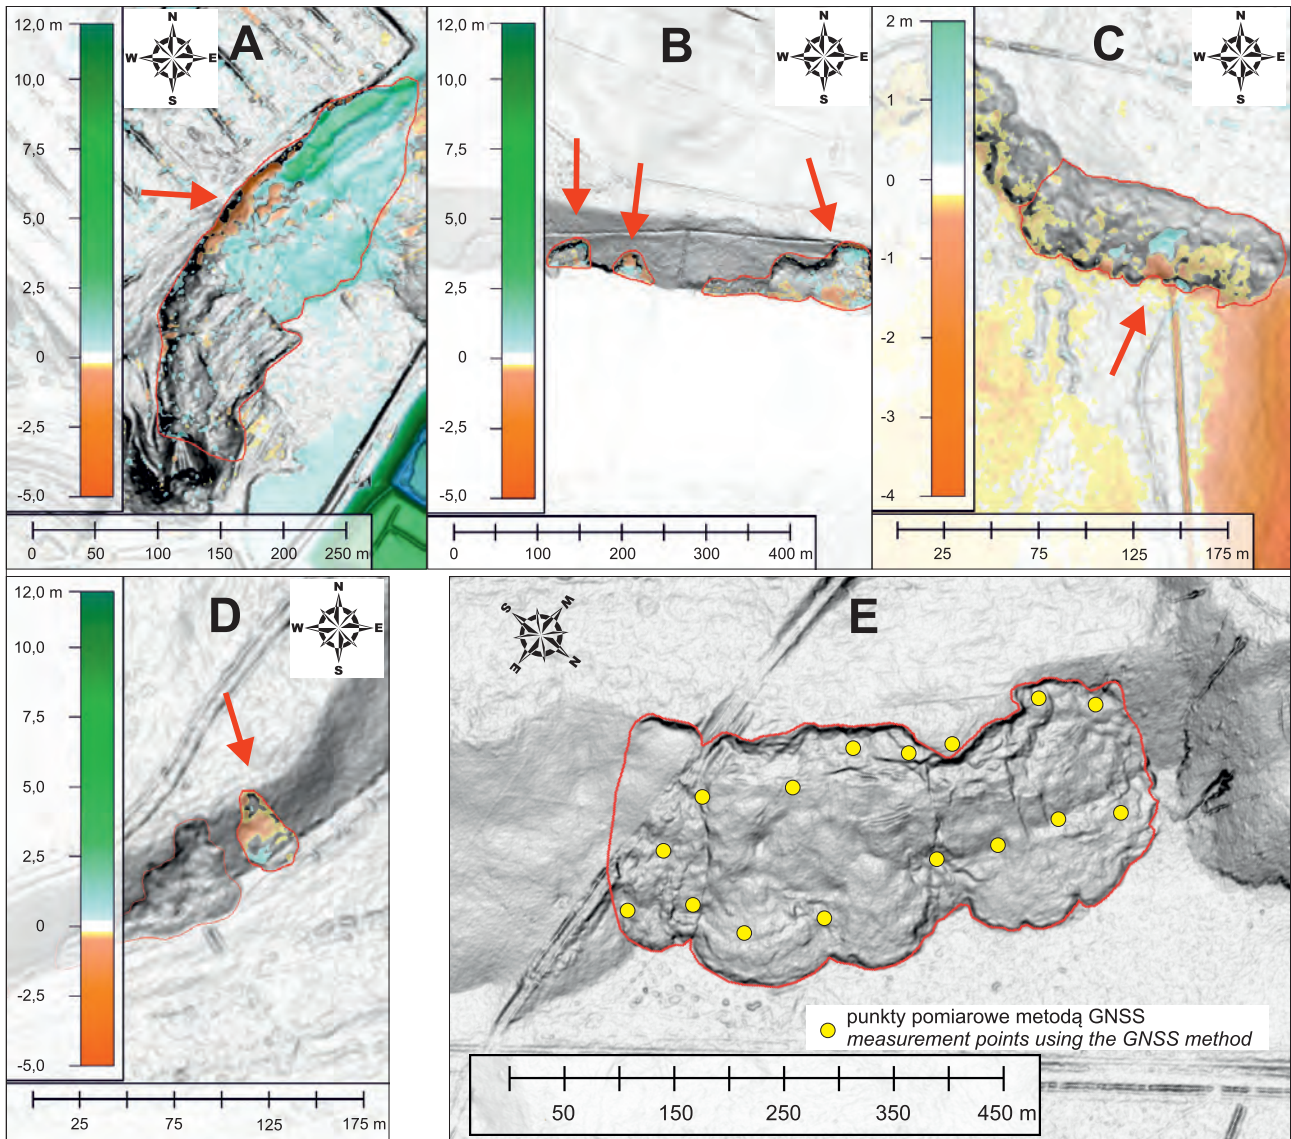 A
N
W E
S
12,0 m
10,0
7,5
5,0
2,5
0
-2,5
-5,0
0 50 100 150 200 250 m
B
N
W E
S
12,0 m
10,0
7,5
5,0
2,5
0
-2,5
-5,0
0 100 200 300 400 m
C
N
W E
S
2 m
1
0
-1
-2
-3
-4
25 75 125 175 m
D
N
W E
S
12,0 m
10,0
7,5
5,0
2,5
0
-2,5
-5,0
25 75 125 175 m
E
S W
E N
punkty pomiarowe metodą GNSS
measurement points using the GNSS method
50 150 250 350 450 m